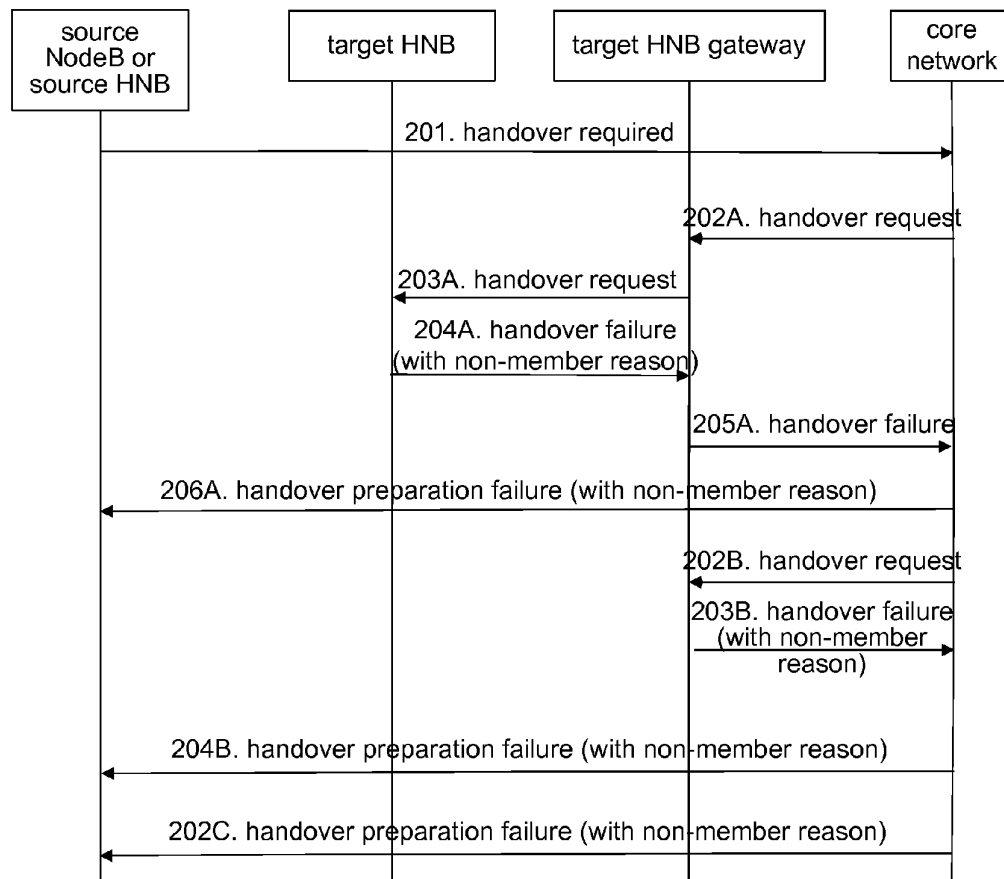 source
NodeB or
source HNB
target HNB
target HNB gateway
core
network
201. handover required
202A. handover request
203A. handover request
204A. handover failure
(with non-member reason)
205A. handover failure
206A. handover preparation failure (with non-member reason)
202B. handover request
203B. handover failure
(with non-member
reason)
204B. handover preparation failure (with non-member reason)
202C. handover preparation failure (with non-member reason)